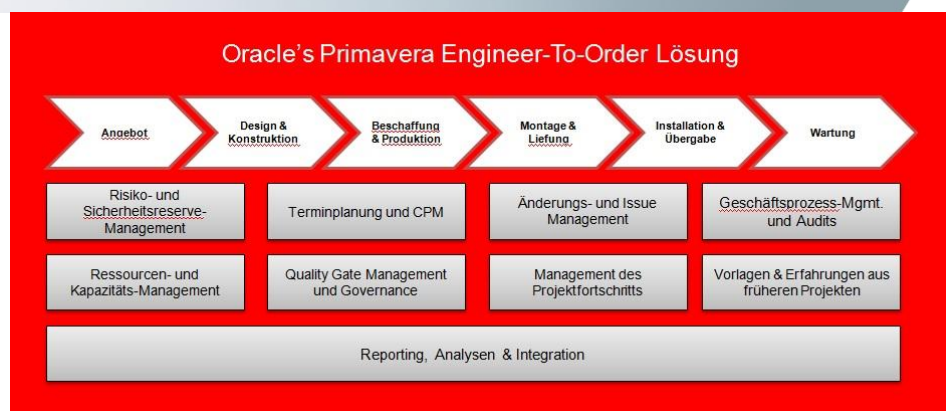 Oracle's Primavera Engineer-To-Order Lösung
Angebot
Design &
Konstruktion
Beschaffung
& Produktion
Montage &
Liefung
Installation &
Übergabe
Wartung
Risiko- und
Sicherheitsreserve-
Management
Terminplanung und CPM
Änderungs- und Issue
Management
Geschäftsprozess-Mgmt.
und Audits
Ressourcen- und
Kapazitäts-Management
Quality Gate Management
und Governance
Management des
Projektfortschritts
Vorlagen & Erfahrungen aus
früheren Projekten
Reporting, Analysen & Integration